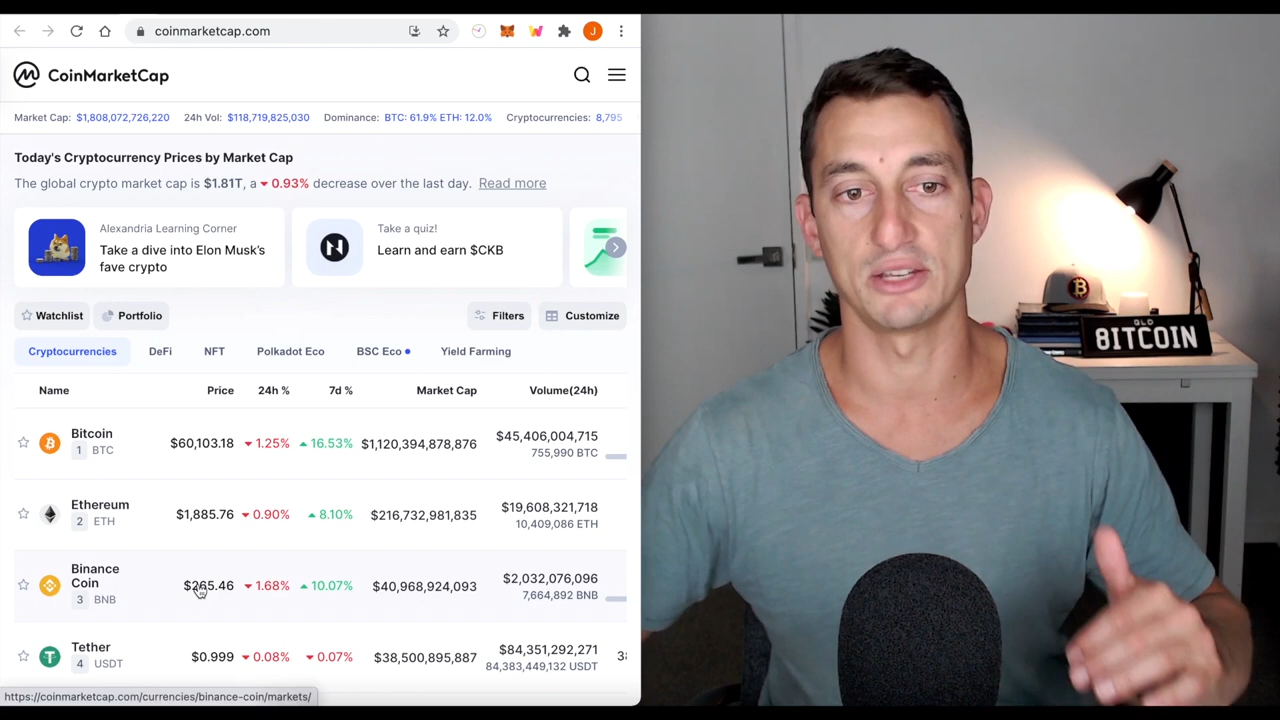 coinmarketcap.com
J
CoinMarketCap
Market Cap: $1,808,072,726,220 24h Vol: $118,719,825,030 Dominance: BTC: 61.9% ETH: 12.0% Cryptocurrencies: 8,795
Today's Cryptocurrency Prices by Market Cap
The global crypto market cap is $1.81T, a 0.93% decrease over the last day. Read more
Alexandria Learning Corner
Take a dive into Elon Musk's
fave crypto
Take a quiz!
Learn and earn $CKB
Watchlist Portfolio Filters Customize
Cryptocurrencies DeFi NFT Polkadot Eco BSC Eco Yield Farming
Name Price 24h % 7d % Market Cap Volume(24h)
Bitcoin
1 BTC
$60,103.18 1.25% 16.53% $1,120,394,878,876 $45,406,004,715
755,990 BTC
Ethereum
2 ETH
$1,885.76 0.90% 8.10% $216,732,981,835 $19,608,321,718
10,409,086 ETH
Binance
Coin
3 BNB
$265.46 1.68% 10.07% $40,968,924,093 $2,032,076,096
7,664,892 BNB
Tether
4 USDT
$0.999 0.08% 0.07% $38,500,895,887 $84,351,292,271
84,383,449,132 USDT
https://coinmarketcap.com/currencies/binance-coin/markets/
QLD
8ITCOIN